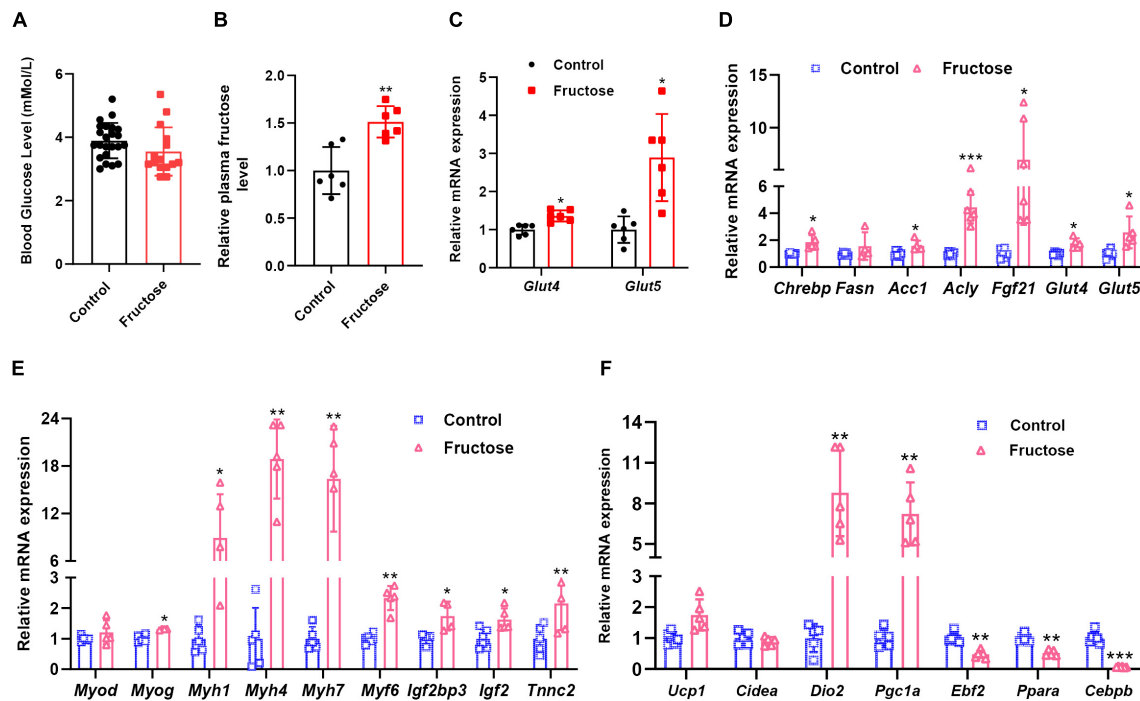 A
Blood Glucose Level (mMol/L)
6
4
2
0
Control
Fructose
B
Relative plasma fructose
level
2.0
1.5
1.0
0.5
0.0
**
Control
Fructose
C
Relative mRNA expression
5
4
3
2
1
0
Control
Fructose
*
*
Glut4 Glut5
D
Relative mRNA expression
15
10
6
4
2
0
Control Fructose
* * *** * * *
Chrebp Fasn Acc1 Acly Fgf21 Glut4 Glut5
E
Relative mRNA expression
24
18
12
6
3
2
1
0
Control
Fructose
* * ** ** ** * * **
Myod Myog Myh1 Myh4 Myh7 Myf6 Igf2bp3 Igf2 Tnnc2
F
Relative mRNA expression
14
11
8
5
2
1
0
Control
Fructose
** ** ** ** ***
Ucp1 Cidea Dio2 Pgc1a Ebf2 Ppara Cebpb